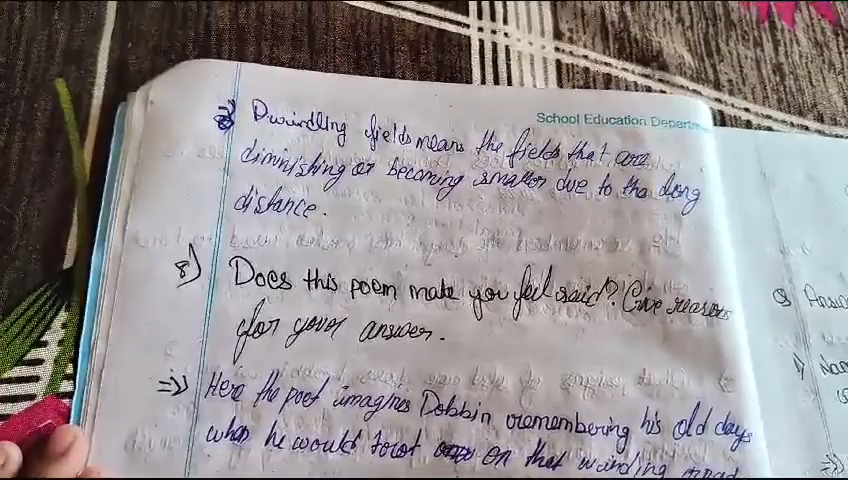 School Education Departm
=> Dwindling fields means the fields that are
diminishing or becoming smaller due to the long
distance.
8) Does this poem make you feel said? Give reasons
for your answer.
=>) Here the poet imagines Dobbin remembering his old days
when he would trot on that winding road